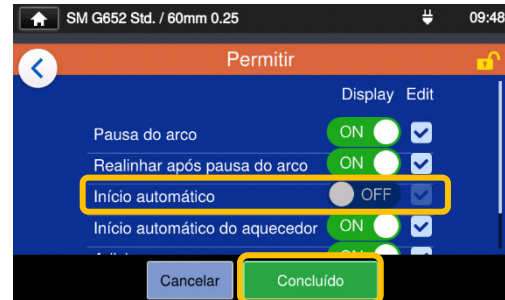 SM G652 Std. / 60mm 0.25 09:48
Permitir
Display Edit
Pausa do arco ON
Realinhar após pausa do arco ON
Início automático OFF
Início automático do aquecedor ON
Cancelar Concluído